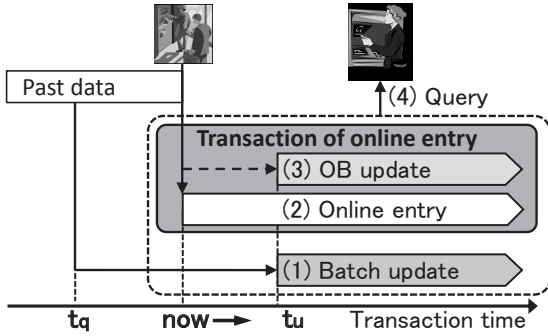 Past data
(4) Query
Transaction of online entry
(3) OB update
(2) Online entry
(1) Batch update
tq now tu Transaction time